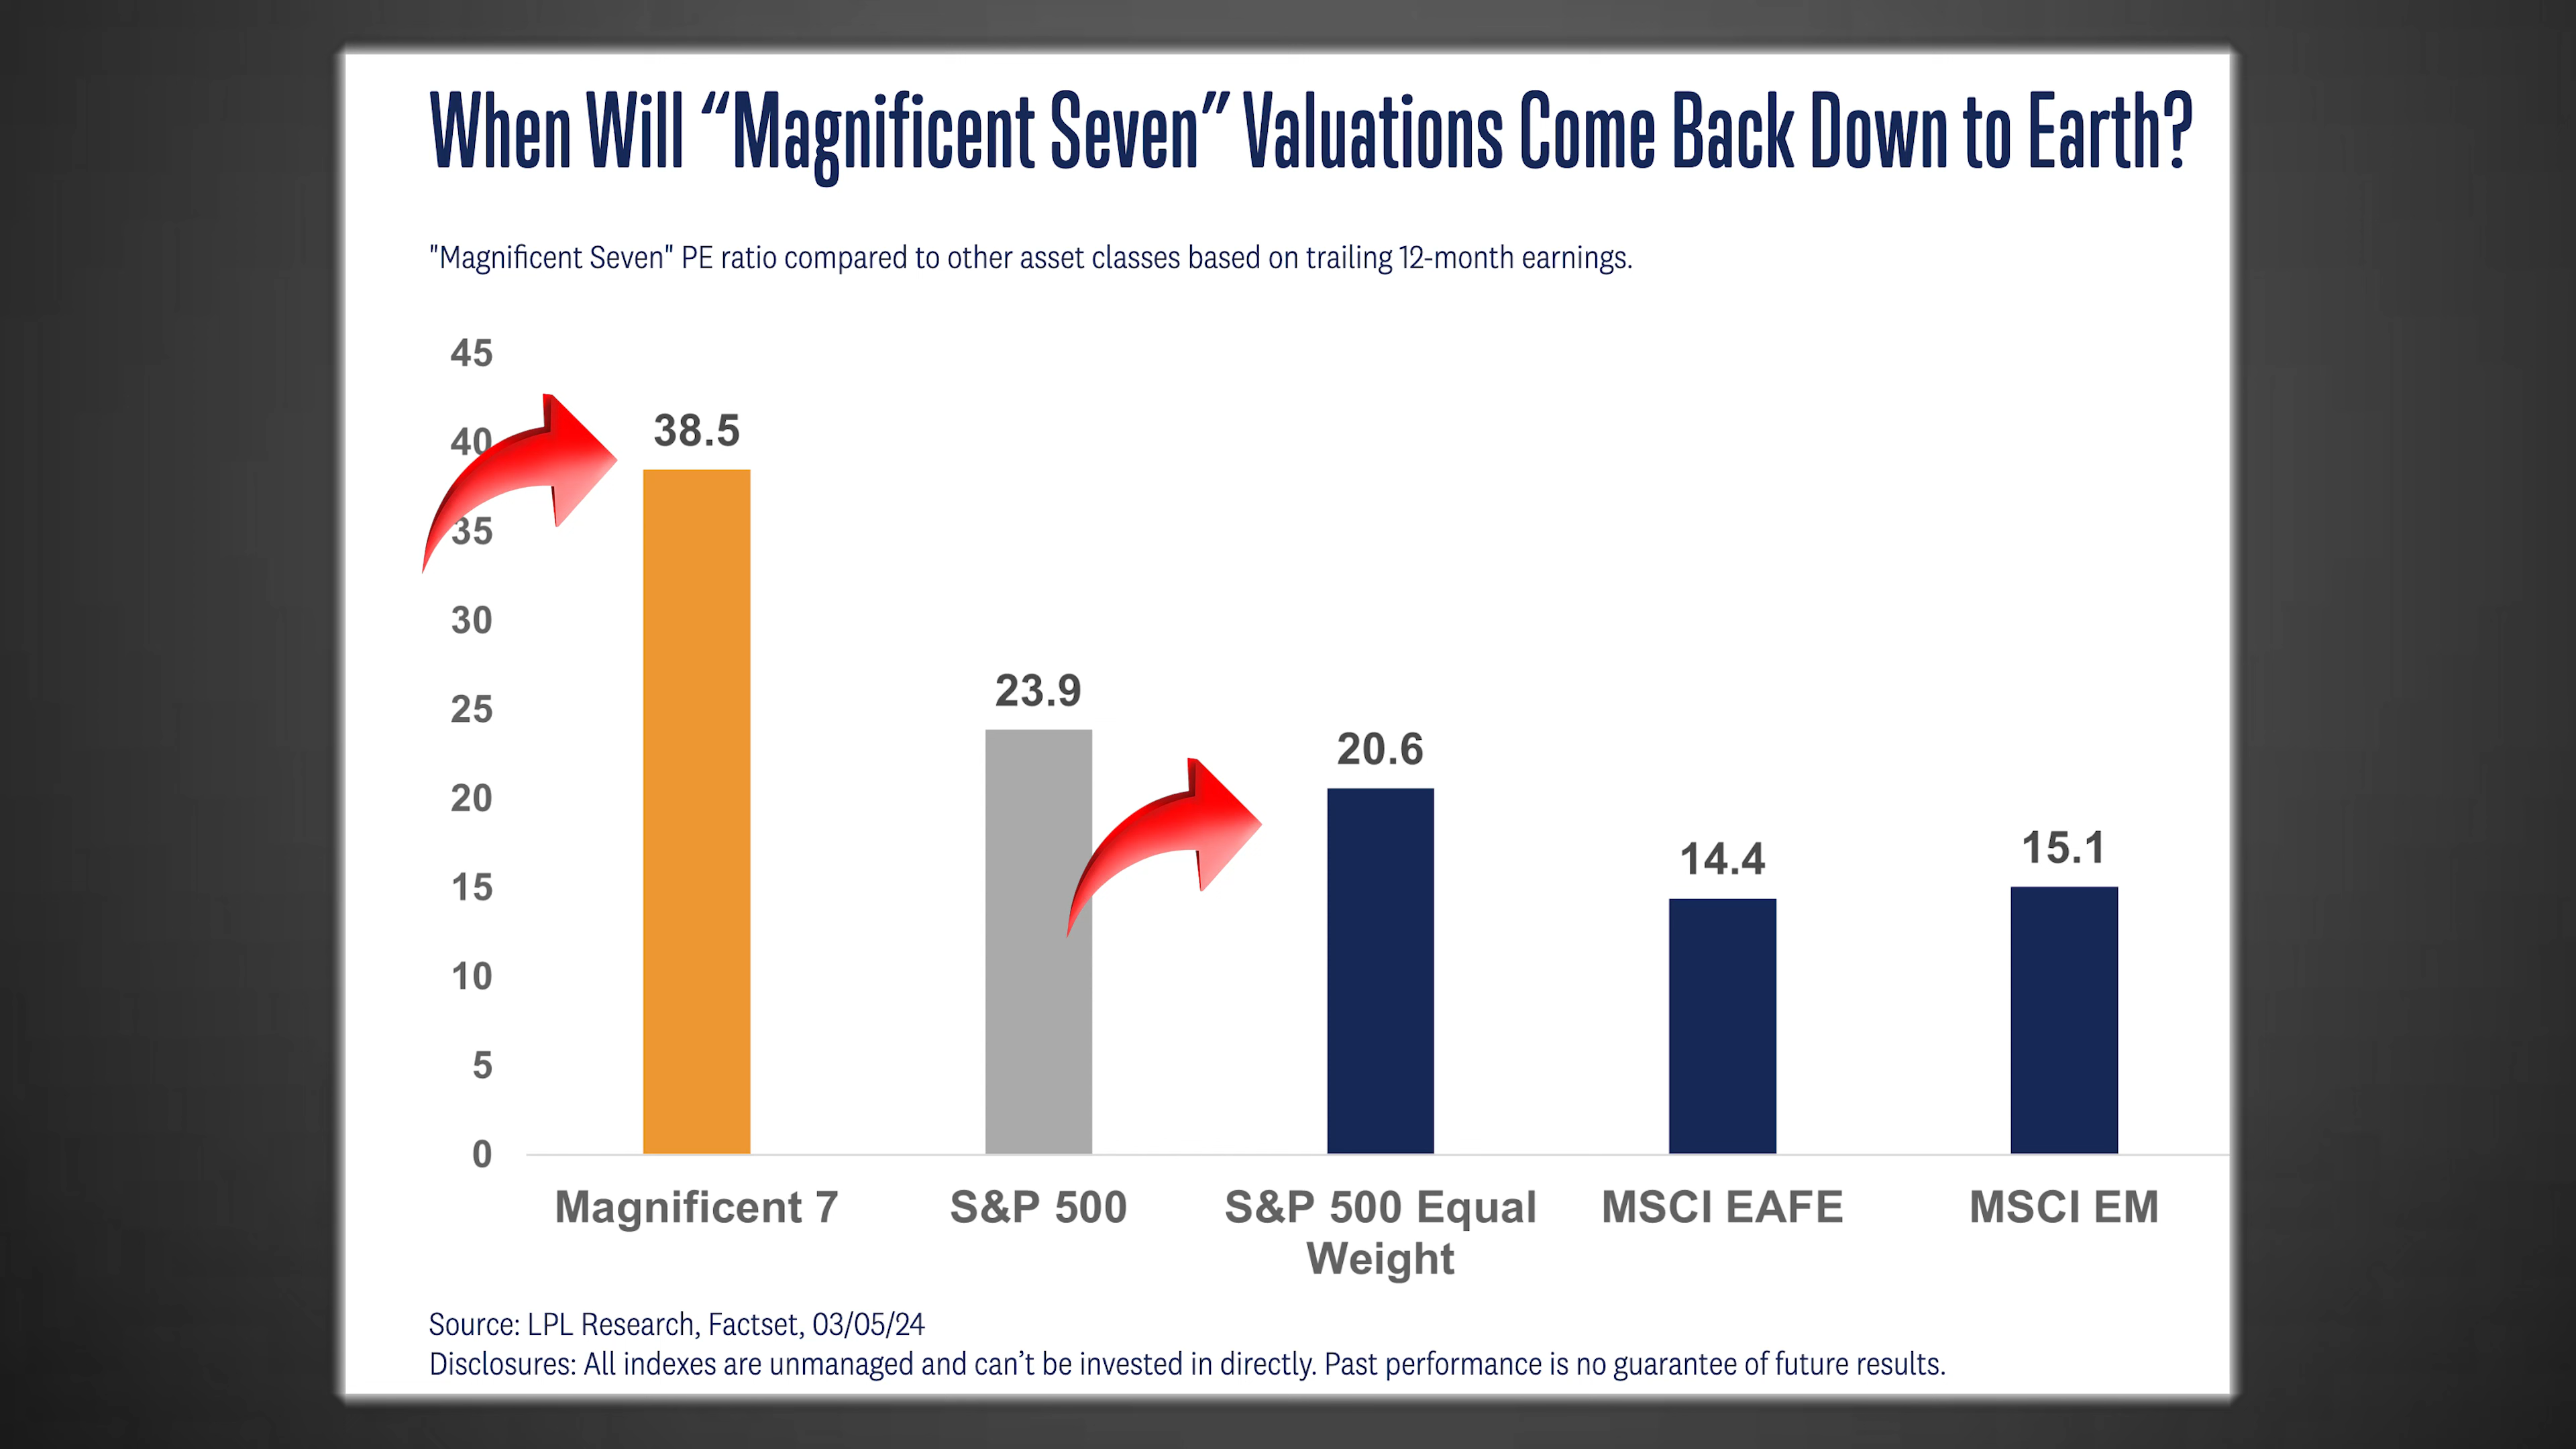 When Will “Magnificent Seven” Valuations Come Back Down to Earth?
"Magnificent Seven" PE ratio compared to other asset classes based on trailing 12-month earnings.
45
40
35
30
25
20
15
10
5
0
38.5
23.9
20.6
14.4
15.1
Magnificent 7
S&P 500
S&P 500 Equal
Weight
MSCI EAFE
MSCI EM
Source: LPL Research, Factset, 03/05/24
Disclosures: All indexes are unmanaged and can’t be invested in directly. Past performance is no guarantee of future results.